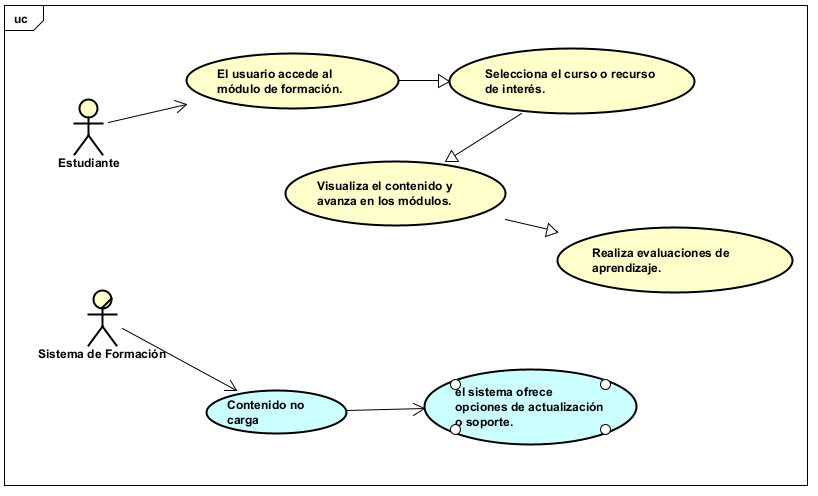 uc
El usuario accede al
módulo de formación.
Selecciona el curso o recurso
de interés.
Estudiante
Visualiza el contenido y
avanza en los módulos.
Realiza evaluaciones de
aprendizaje.
Sistema de Formación
Contenido no
carga
el sistema ofrece
opciones de actualización
o soporte.